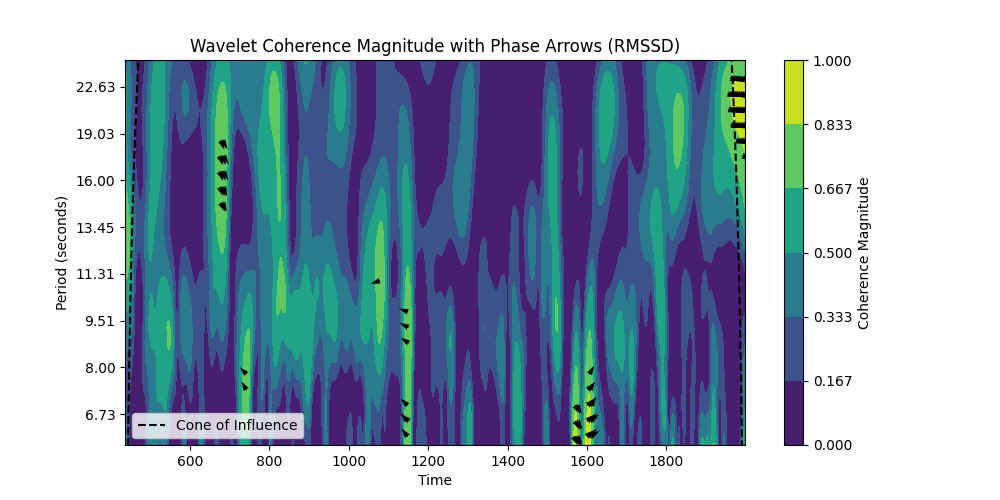 Wavelet Coherence Magnitude with Phase Arrows (RMSSD)
22.63
19.03
16.00
13.45
11.31
9.51
8.00
6.73
Period (seconds)
Cone of Influence
600 800 1000 1200 1400 1600 1800
Time
1.000
0.833
0.667
0.500
0.333
0.167
0.000
Coherence Magnitude